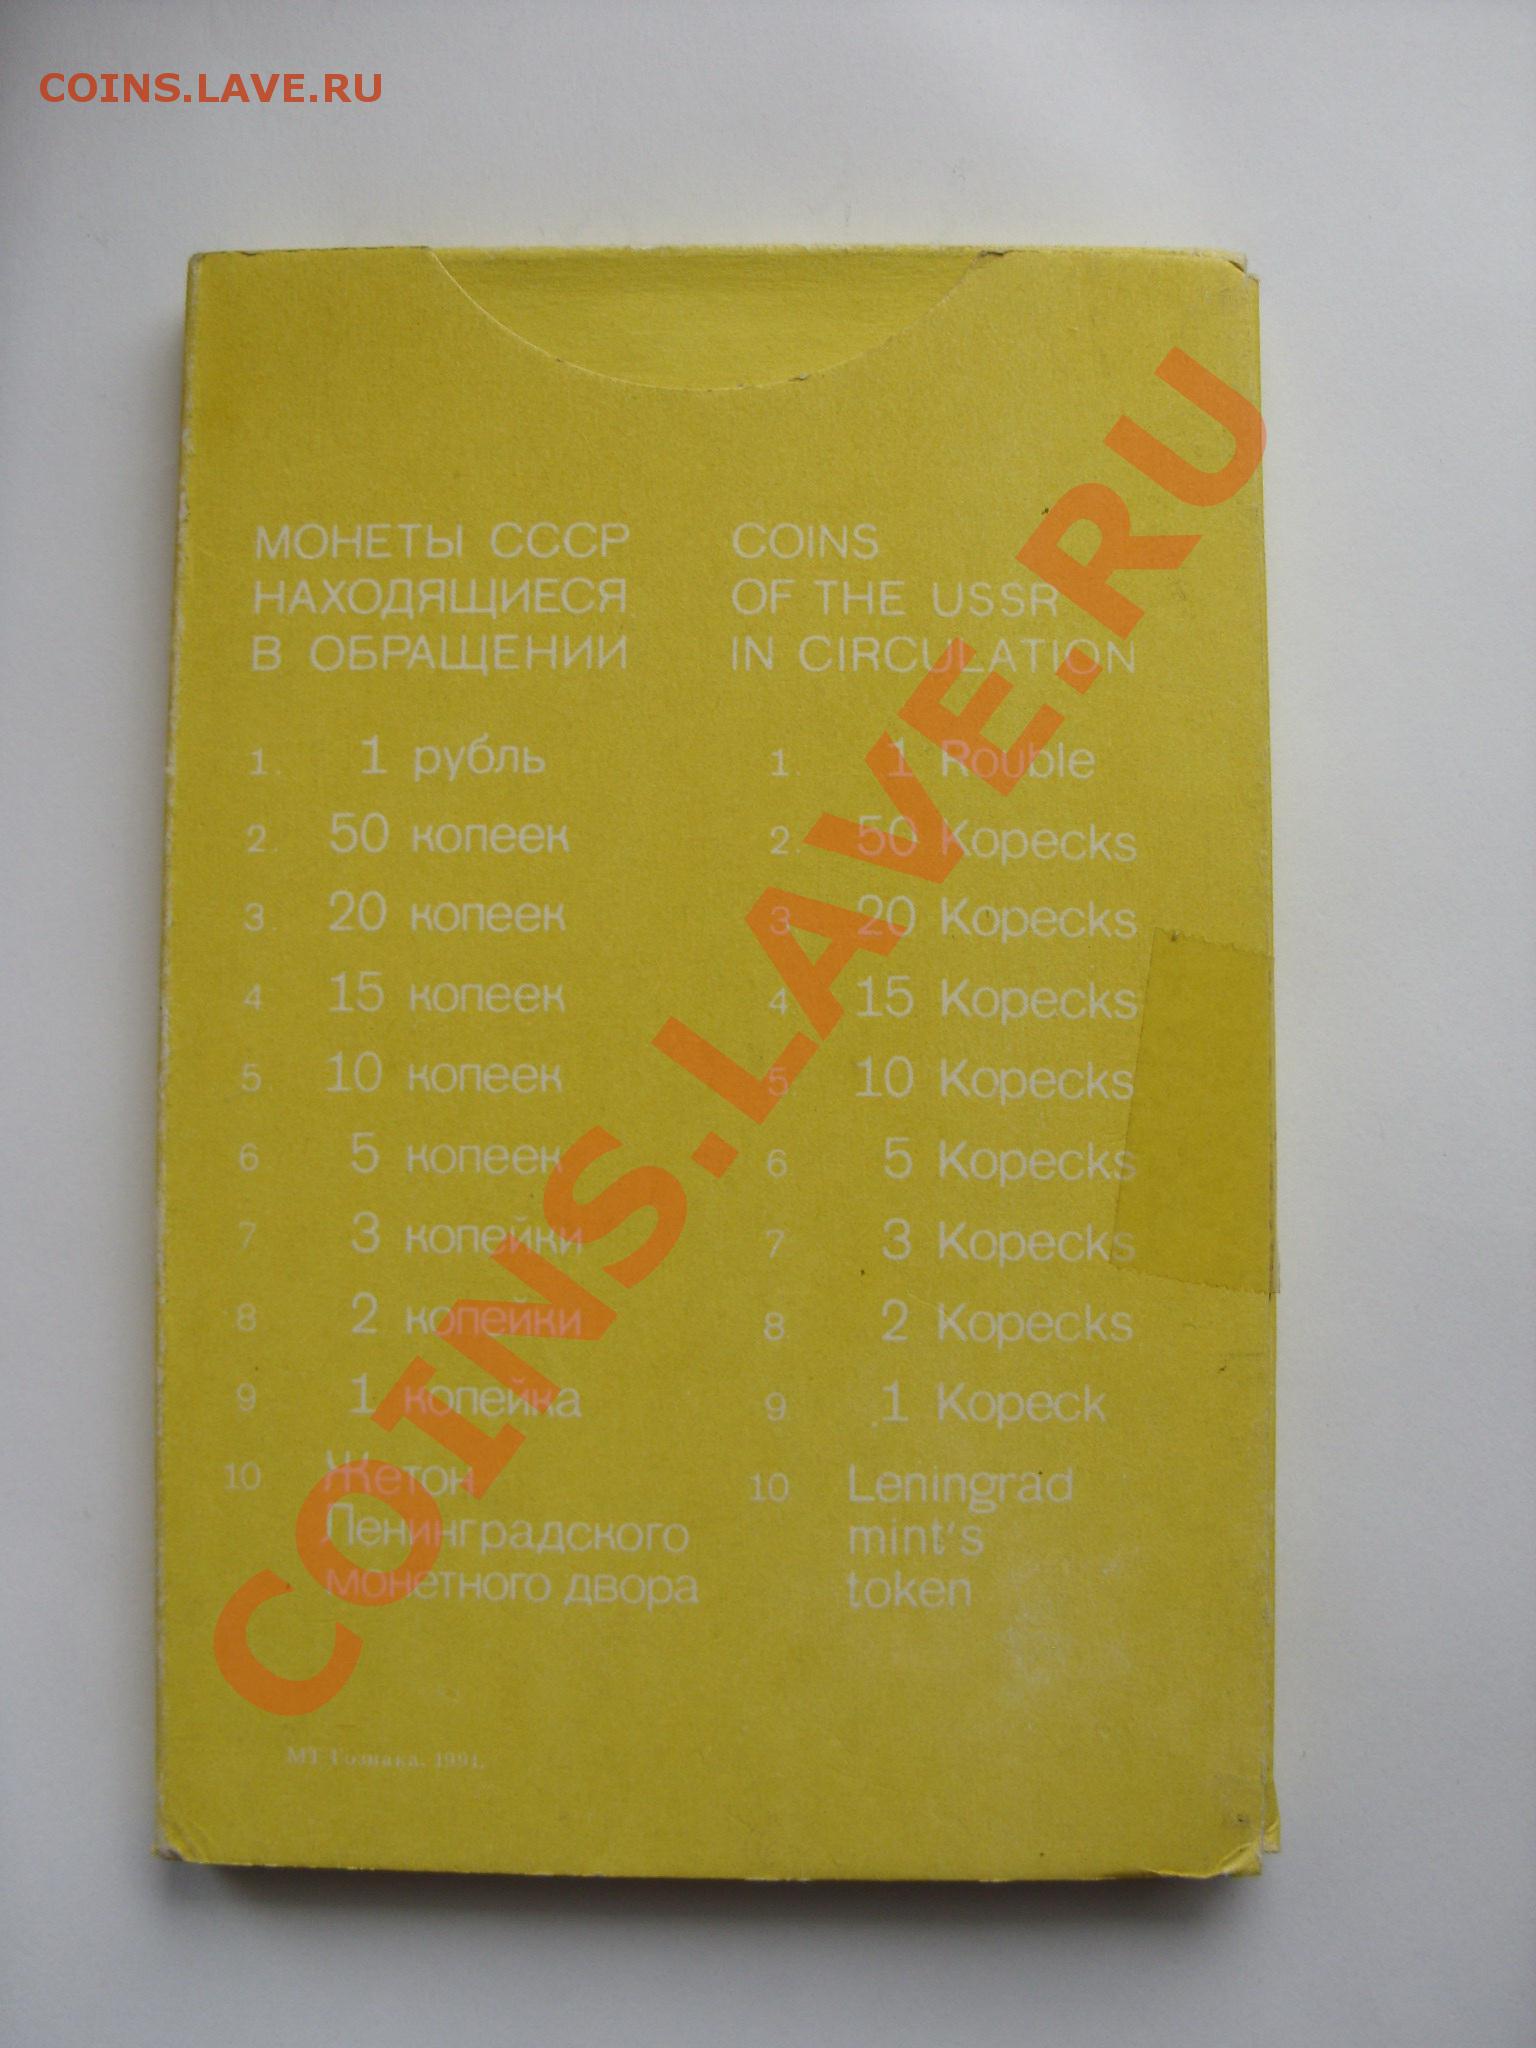 COINS.LAVE.RU
МОНЕТЫ СССР
НАХОДЯЩИЕСЯ
В ОБРАЩЕНИИ
1. 1 рубль
2. 50 копеек
3. 20 копеек
4 15 копеек
5. 10 копеек
6 5 копеек
7 3 копейки
8 2 копейки
9 1 копейка
10 Жетон
Ленинградского
монетного двора
МТ Гознака. 1991.
COINS
OF THE USSR
IN CIRCULATION
1. 1 Rouble
2. 50 Kopecks
3. 20 Kopecks
4. 15 Kopecks
5. 10 Kopecks
6 5 Kopecks
7 3 Kopecks
8 2 Kopecks
9. 1 Kopeck
10 Leningrad
mint's
token
COINS.LAVE.RU